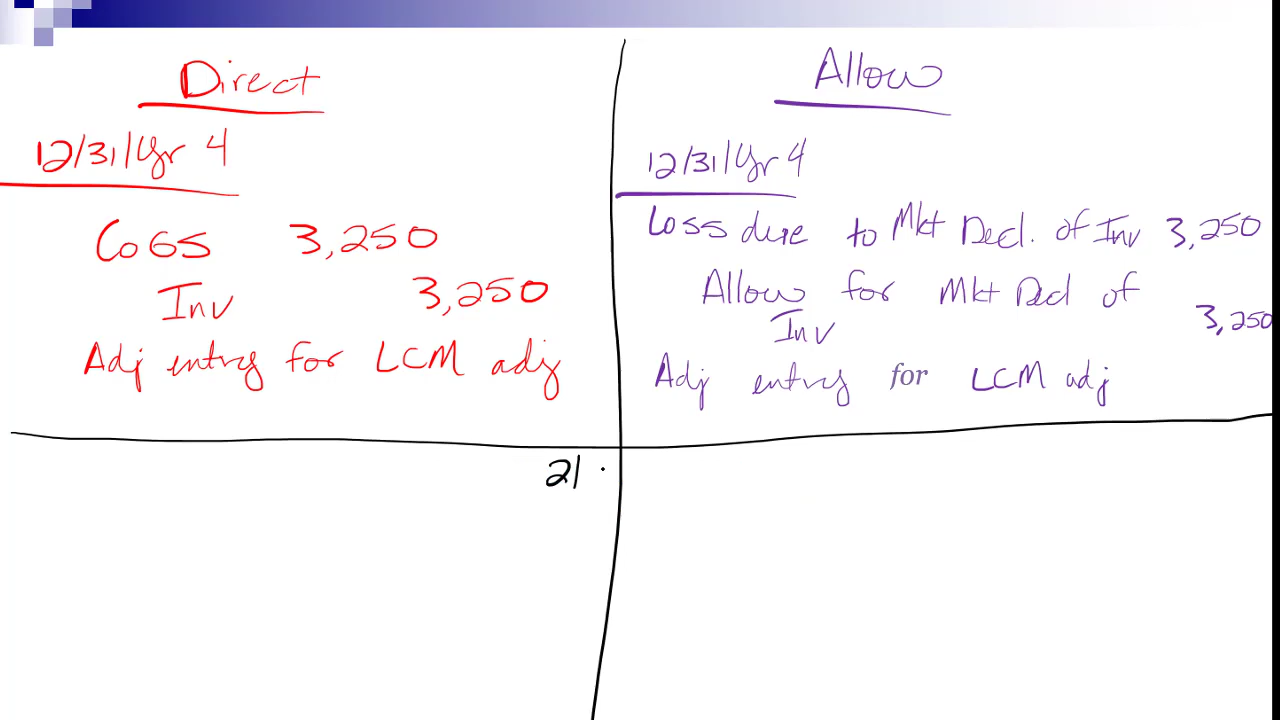 Direct
12/31/Yr 4
CoGS 3,250
Inv 3,250
Adj entry for LCM adj
Allow
12/31/Yr 4
Loss due to Mkt Decl. of Inv 3,250
Allow for Mkt Decl of
Inv 3,250
Adj entry for LCM adj
21